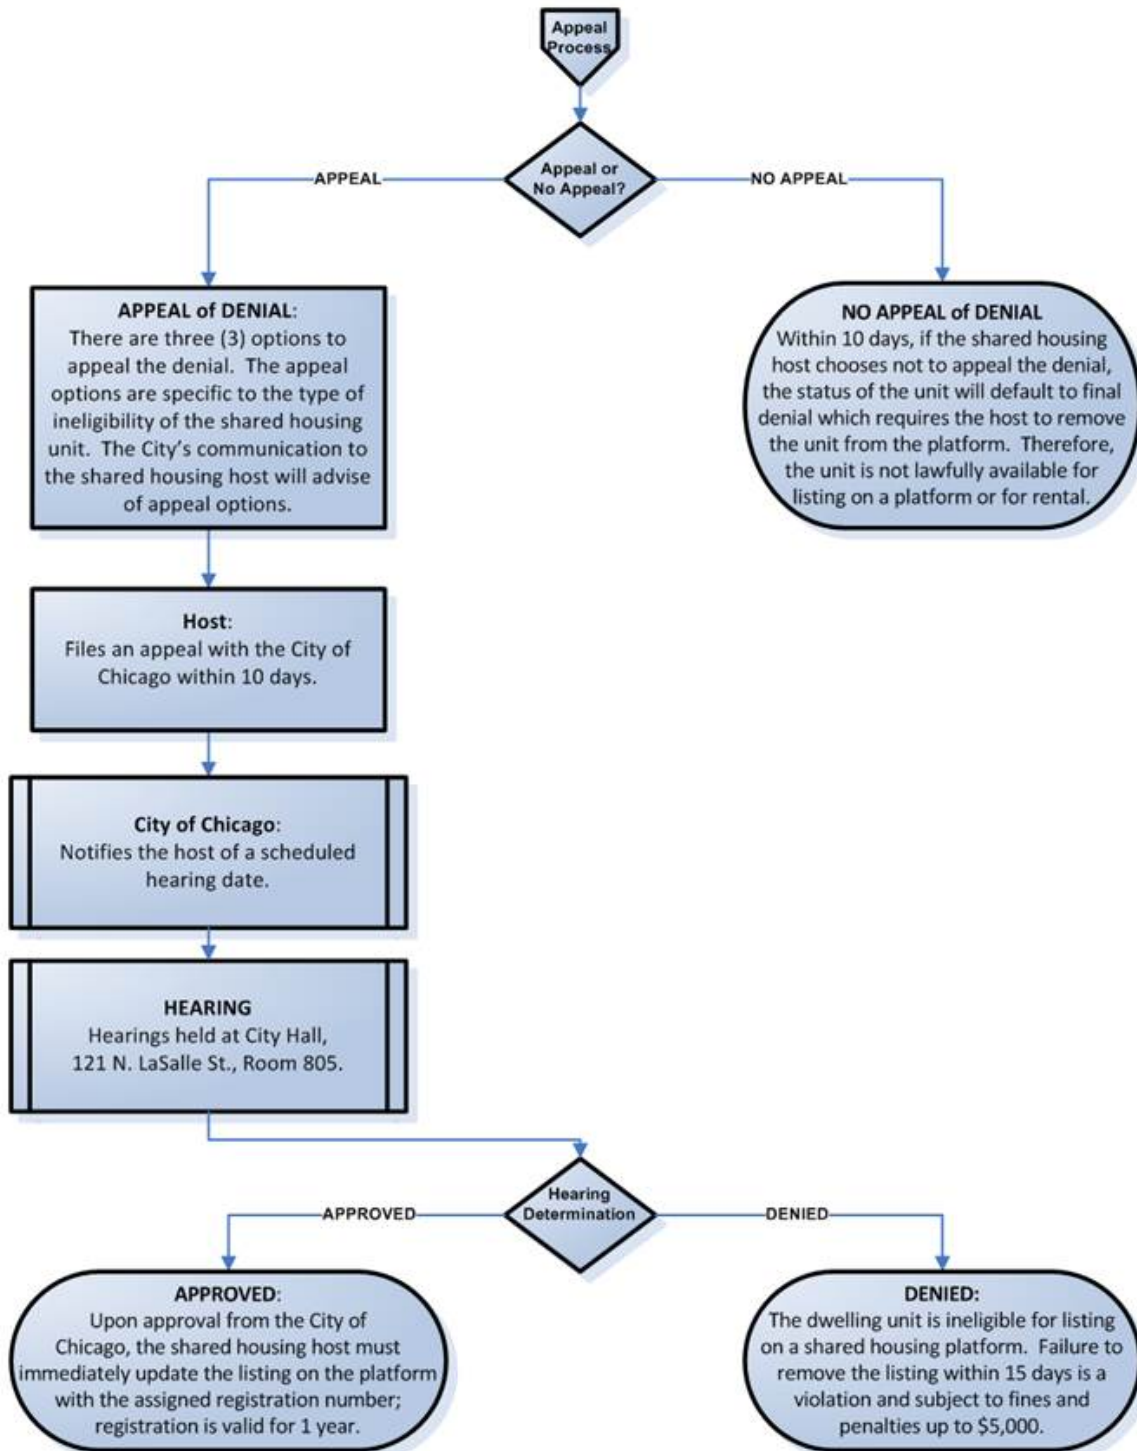 Appeal
Process
Appeal or
No Appeal?
APPEAL
NO APPEAL
APPEAL of DENIAL:
There are three (3) options to
appeal the denial. The appeal
options are specific to the type of
ineligibility of the shared housing
unit. The City's communication to
the shared housing host will advise
of appeal options.
NO APPEAL of DENIAL
Within 10 days, if the shared housing
host chooses not to appeal the denial,
the status of the unit will default to final
denial which requires the host to remove
the unit from the platform. Therefore,
the unit is not lawfully available for
listing on a platform or for rental.
Host:
Files an appeal with the City of
Chicago within 10 days.
City of Chicago:
Notifies the host of a scheduled
hearing date.
HEARING
Hearings held at City Hall,
121 N. LaSalle St., Room 805.
Hearing
Determination
APPROVED
DENIED
APPROVED:
Upon approval from the City of
Chicago, the shared housing host must
immediately update the listing on the platform
with the assigned registration number;
registration is valid for 1 year.
DENIED:
The dwelling unit is ineligible for listing
on a shared housing platform. Failure to
remove the listing within 15 days is a
violation and subject to fines and
penalties up to $5,000.